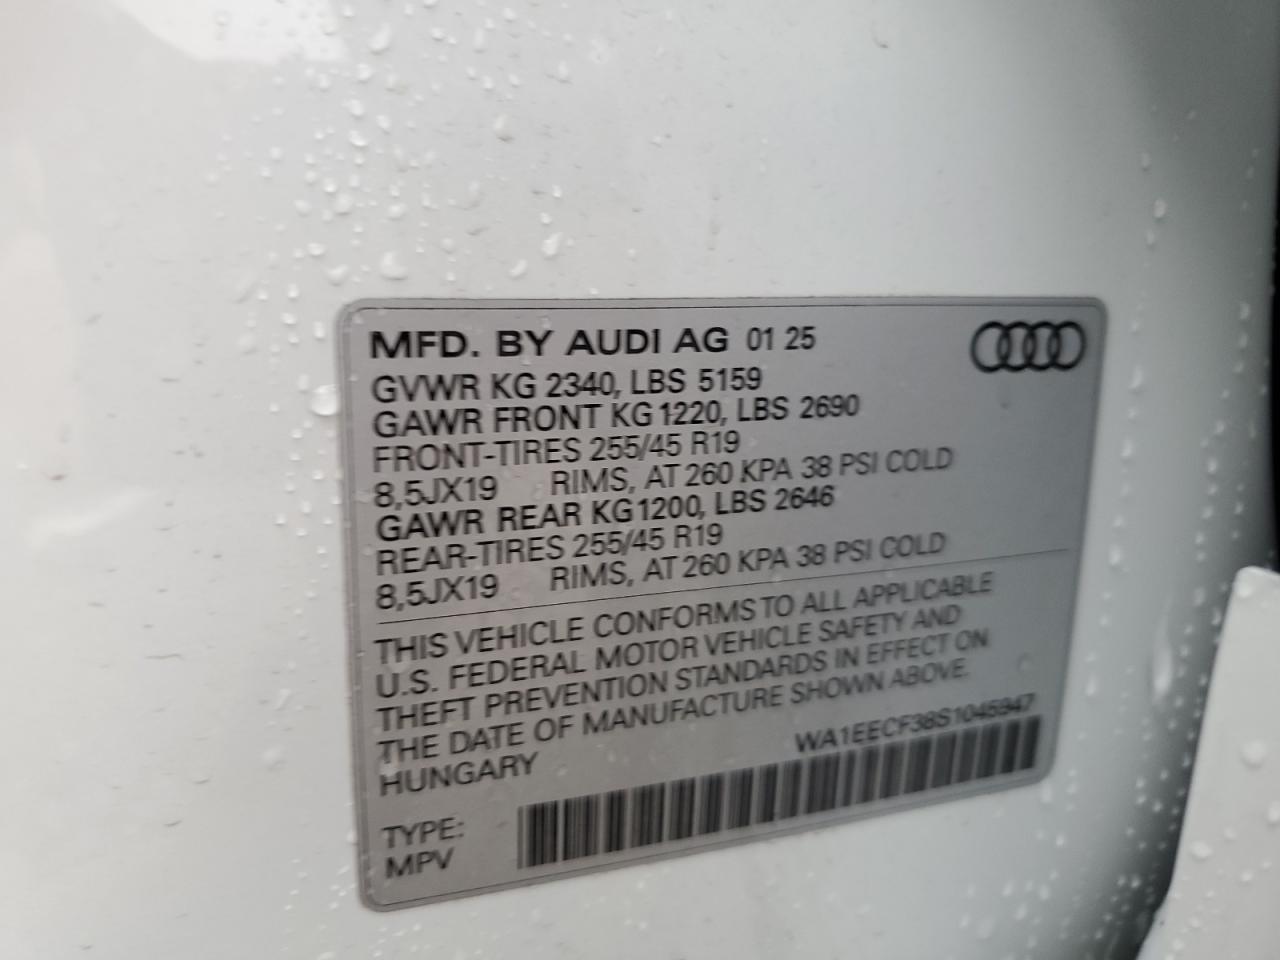 MFD. BY AUDI AG 01 25
GVWR KG 2340, LBS 5159
GAWR FRONT KG 1220, LBS 2690
FRONT-TIRES 255/45 R19
8,5JX19 RIMS, AT 260 KPA 38 PSI COLD
GAWR REAR KG 1200, LBS 2646
REAR-TIRES 255/45 R19
8,5JX19 RIMS, AT 260 KPA 38 PSI COLD
THIS VEHICLE CONFORMS TO ALL APPLICABLE
U.S. FEDERAL MOTOR VEHICLE SAFETY AND
THEFT PREVENTION STANDARDS IN EFFECT ON
THE DATE OF MANUFACTURE SHOWN ABOVE.
HUNGARY
WA1EECF38S1045947
TYPE:
MPV